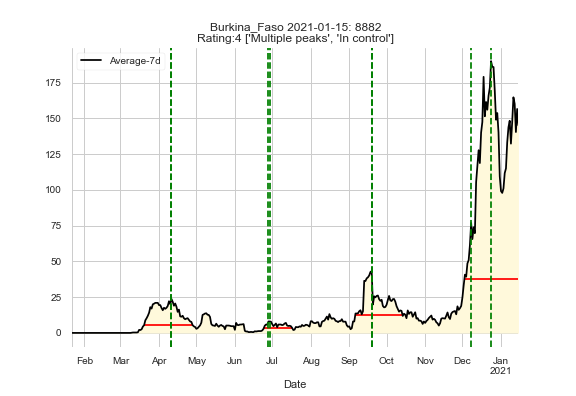 Burkina_Faso 2021-01-15: 8882
Rating:4 ['Multiple peaks', 'In control']
Average-7d
175
150
125
100
75
50
25
0
Feb Mar Apr May Jun Jul Aug Sep Oct Nov Dec Jan
2021
Date